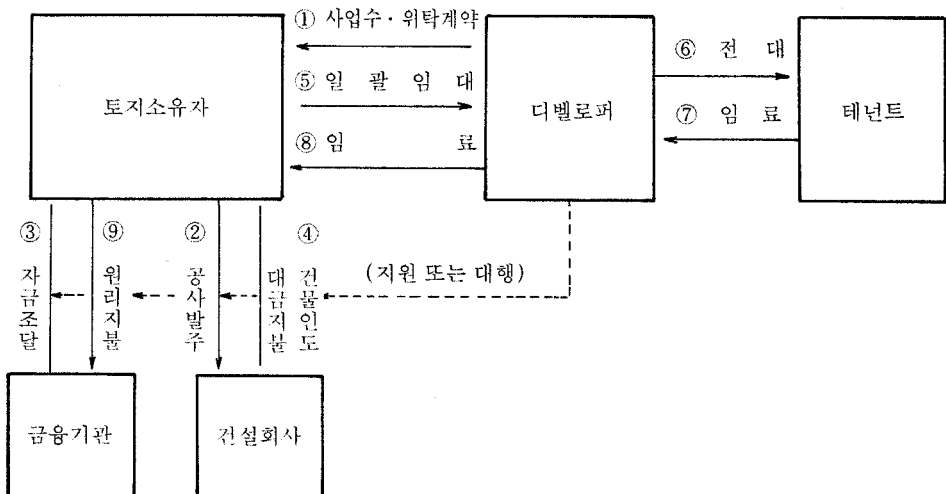 ① 사업수·위탁계약
⑥ 전 대
⑤ 일 괄 임 대
토지소유자
디벨로퍼
테넌트
⑦ 임 료
⑧ 임 료
③ 자금조달
⑨ 원리지불
② 공사발주
④ 건물인도
대금지불
(지원 또는 대행)
금융기관
건설회사